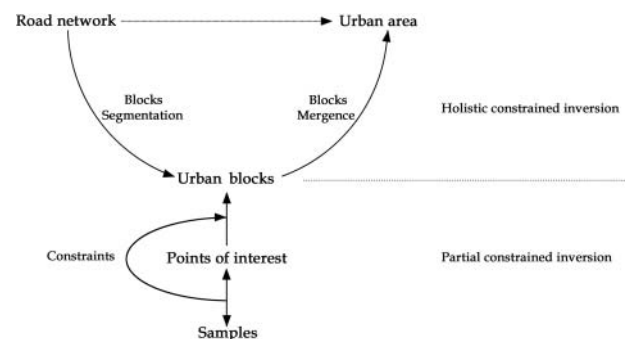 Road network
Urban area
Blocks
Segmentation
Blocks
Mergence
Holistic constrained inversion
Urban blocks
Constraints
Points of interest
Partial constrained inversion
Samples